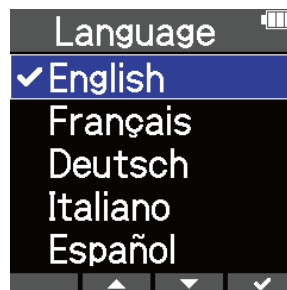 Language
English
Français
Deutsch
Italiano
Español